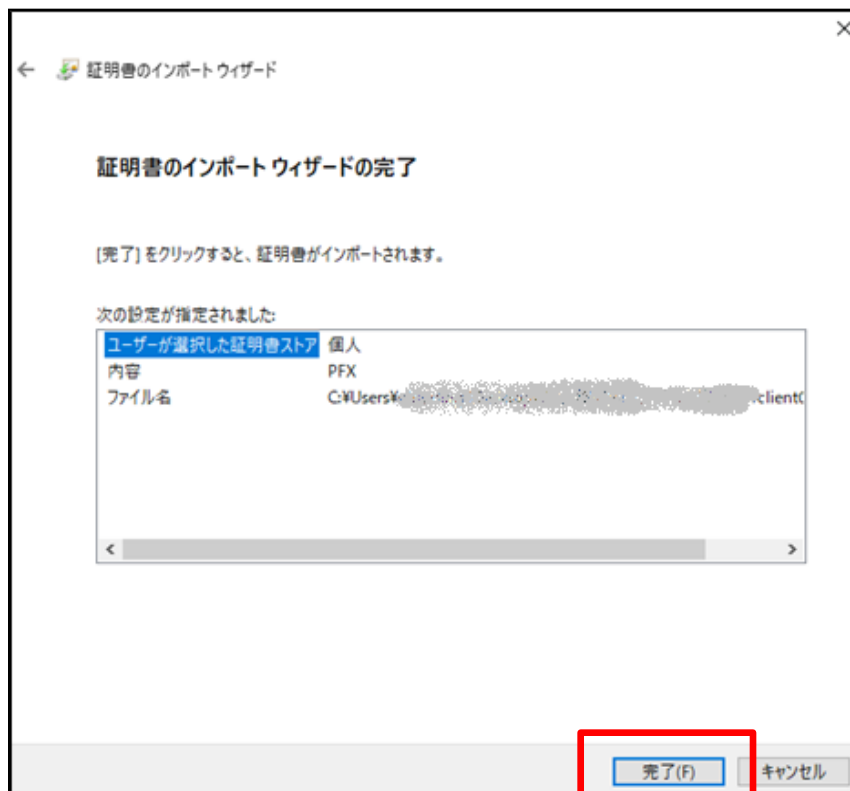 証明書のインポート ウィザード
証明書のインポート ウィザードの完了
[完了] をクリックすると、証明書がインポートされます。
次の設定が指定されました:
ユーザーが選択した証明書ストア 個人
内容 PFX
ファイル名 C:¥Users¥ client
完了(F) キャンセル